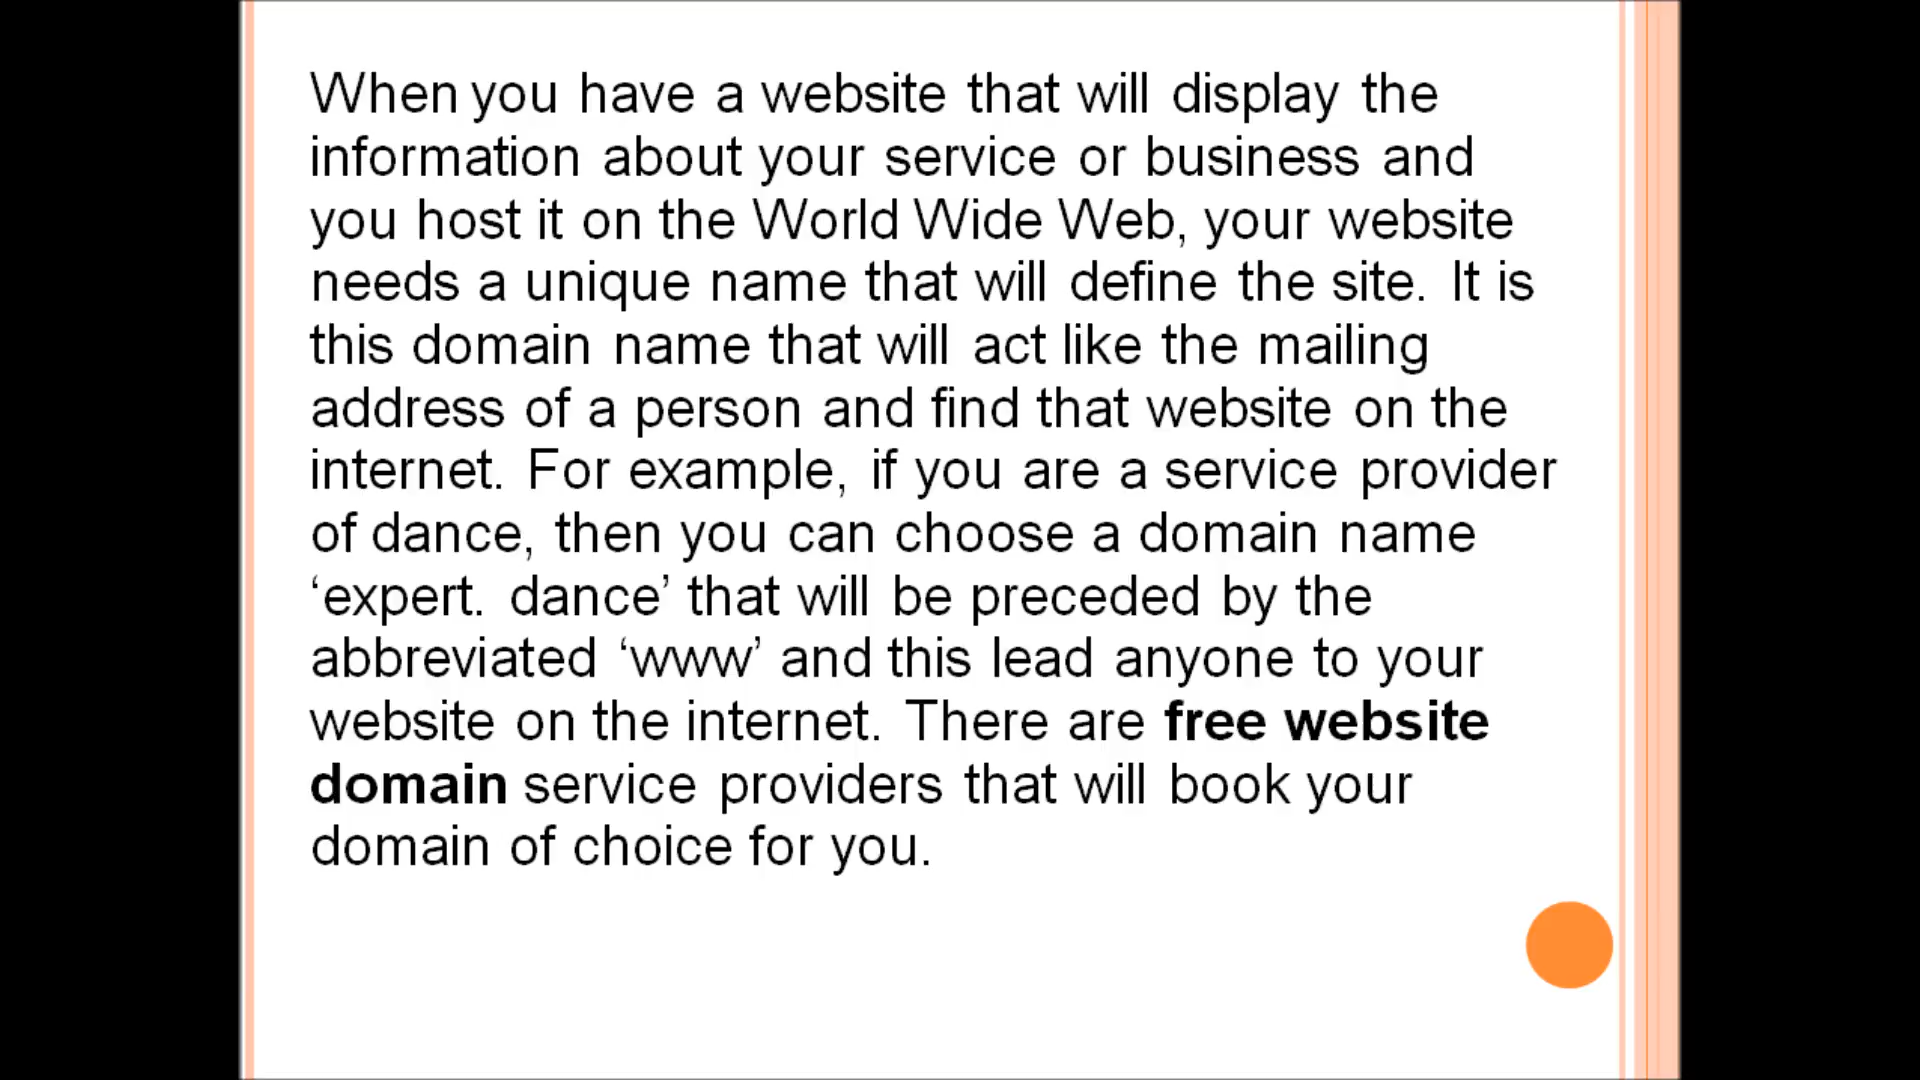 When you have a website that will display the
information about your service or business and
you host it on the World Wide Web, your website
needs a unique name that will define the site. It is
this domain name that will act like the mailing
address of a person and find that website on the
internet. For example, if you are a service provider
of dance, then you can choose a domain name
‘expert. dance’ that will be preceded by the
abbreviated ‘www’ and this lead anyone to your
website on the internet. There are free website
domain service providers that will book your
domain of choice for you.